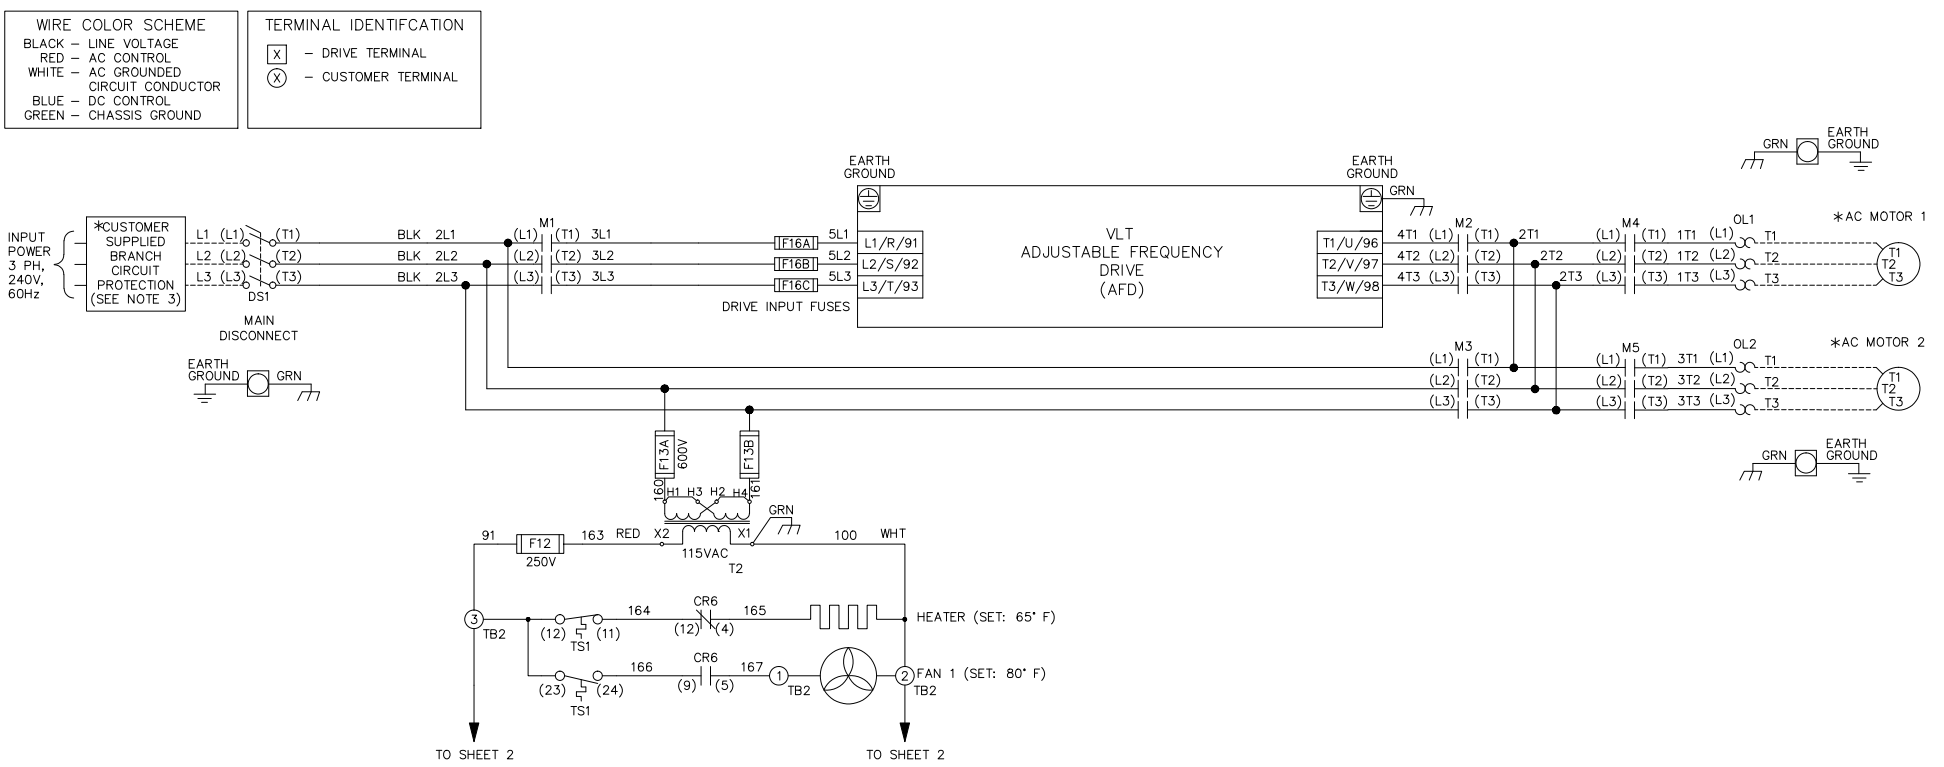 WIRE COLOR SCHEME
BLACK – LINE VOLTAGE
RED – AC CONTROL
WHITE – AC GROUNDED
CIRCUIT CONDUCTOR
BLUE – DC CONTROL
GREEN – CHASSIS GROUND
TERMINAL IDENTIFCATION
X – DRIVE TERMINAL
X – CUSTOMER TERMINAL
INPUT
POWER
3 PH,
240V,
60Hz
*CUSTOMER
SUPPLIED
BRANCH
CIRCUIT
PROTECTION
(SEE NOTE 3)
L1 (L1) (T1) BLK 2L1 (L1) M1 (T1) 3L1 F16A 5L1 L1/R/91
L2 (L2) (T2) BLK 2L2 (L2) (T2) 3L2 F16B 5L2 L2/S/92
L3 (L3) (T3) BLK 2L3 (L3) (T3) 3L3 F16C 5L3 L3/T/93
DS1
MAIN
DISCONNECT
DRIVE INPUT FUSES
EARTH
GROUND
GRN
EARTH
GROUND
VLT
ADJUSTABLE FREQUENCY
DRIVE
(AFD)
EARTH
GROUND
GRN
T1/U/96 4T1 (L1) M2 (T1) 2T1 (L1) M4 (T1) 1T1 (L1) OL1 T1
T2/V/97 4T2 (L2) (T2) 2T2 (L2) (T2) 1T2 (L2) T2
T3/W/98 4T3 (L3) (T3) 2T3 (L3) (T3) 1T3 (L3) T3
GRN
EARTH
GROUND
*AC MOTOR 1
T1
T2
T3
(L1) M3 (T1) (L1) M5 (T1) 3T1 (L1) OL2 T1
(L2) (T2) (L2) (T2) 3T2 (L2) T2
(L3) (T3) (L3) (T3) 3T3 (L3) T3
*AC MOTOR 2
T1
T2
T3
GRN
EARTH
GROUND
F13A
600V
F13B
160
H1 H3 H2 H4
161
GRN
91 F12 163 RED X2 X1 100 WHT
250V
115VAC
T2
3
TB2
(12) (11)
TS1
164
CR6
(12) (4)
165
HEATER (SET: 65° F)
(23) (24)
TS1
166
CR6
(9) (5)
167
1
TB2
2
TB2
FAN 1 (SET: 80° F)
TO SHEET 2
TO SHEET 2